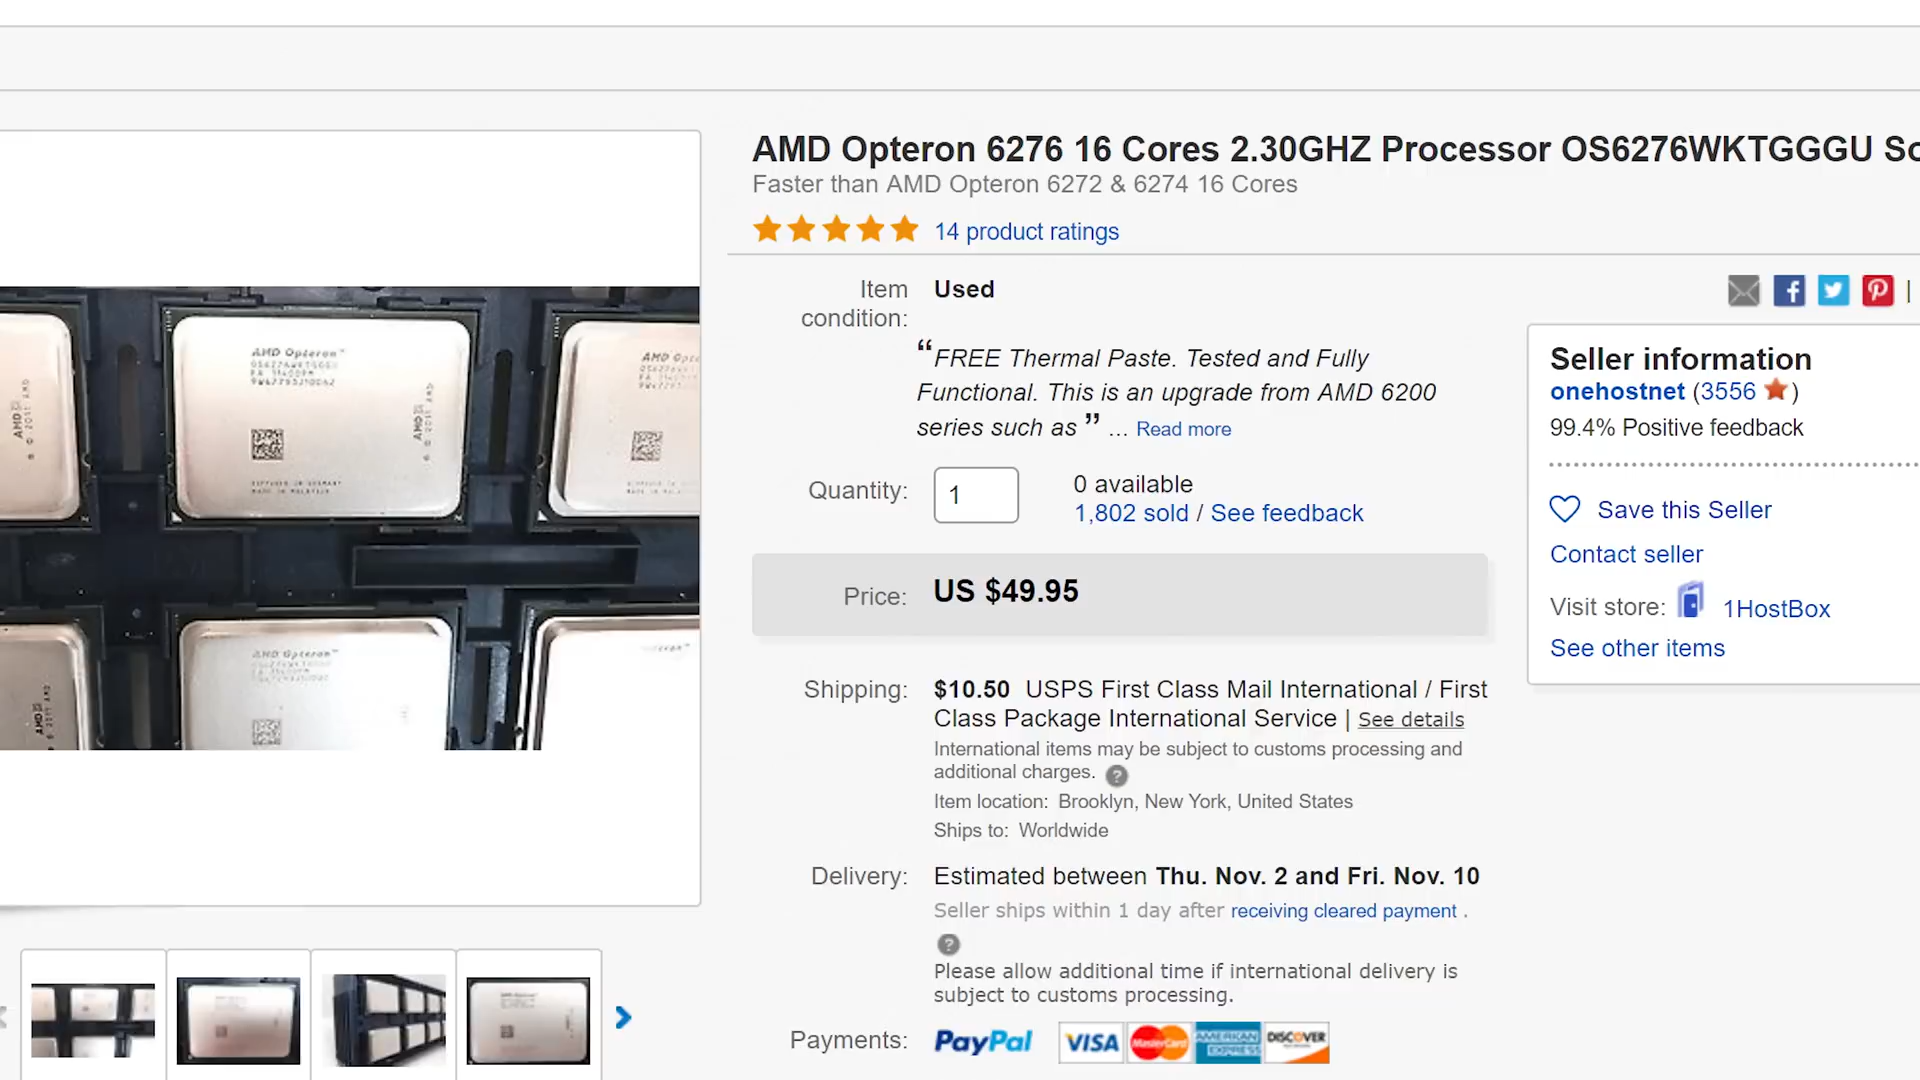 AMD Opteron 6276 16 Cores 2.30GHZ Processor OS6276WKTGGGU
Faster than AMD Opteron 6272 & 6274 16 Cores
14 product ratings
Item condition: Used
“FREE Thermal Paste. Tested and Fully
Functional. This is an upgrade from AMD 6200
series such as ” ... Read more
Quantity: 1
0 available
1,802 sold / See feedback
Price: US $49.95
Shipping: $10.50 USPS First Class Mail International / First
Class Package International Service | See details
International items may be subject to customs processing and
additional charges. ?
Item location: Brooklyn, New York, United States
Ships to: Worldwide
Delivery: Estimated between Thu. Nov. 2 and Fri. Nov. 10
Seller ships within 1 day after receiving cleared payment .
?
Please allow additional time if international delivery is
subject to customs processing.
Payments: PayPal VISA MasterCard AMERICAN EXPRESS DISCOVER
Seller information
onehostnet (3556 )
99.4% Positive feedback
Save this Seller
Contact seller
Visit store: 1HostBox
See other items
AMD Opteron™
AMD Opteron™